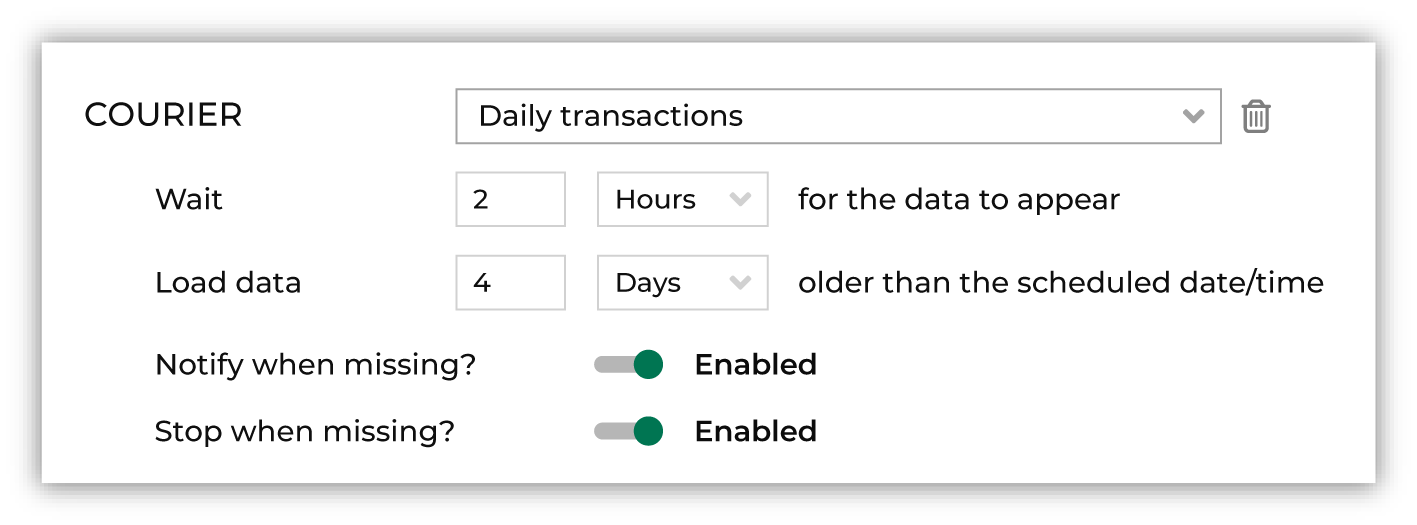 COURIER Daily transactions
Wait 2 Hours for the data to appear
Load data 4 Days older than the scheduled date/time
Notify when missing? Enabled
Stop when missing? Enabled